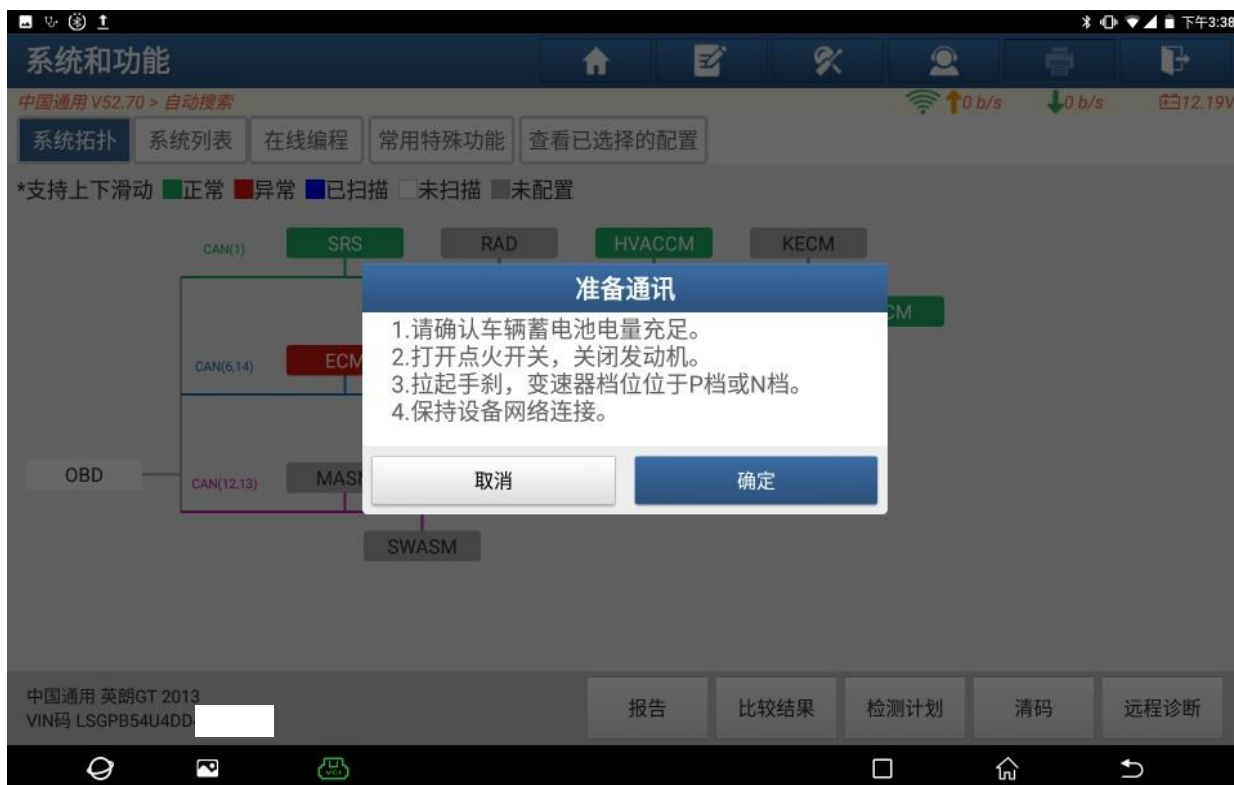 下午3:38
系统和功能
中国通用 V52.70 > 自动搜索
0 b/s
0 b/s
12.19V
系统拓扑
系统列表
在线编程
常用特殊功能
查看已选择的配置
*支持上下滑动 正常 异常 已扫描 未扫描 未配置
CAN(1)
SRS
RAD
HVACCM
KECM
准备通讯
1.请确认车辆蓄电池电量充足。
2.打开点火开关，关闭发动机。
3.拉起手刹，变速器档位位于P档或N档。
4.保持设备网络连接。
取消
确定
CM
CAN(6,14)
ECM
OBD
CAN(12,13)
MASM
SWASM
中国通用 英朗GT 2013
VIN码 LSGPB54U4DD
报告
比较结果
检测计划
清码
远程诊断
VCI